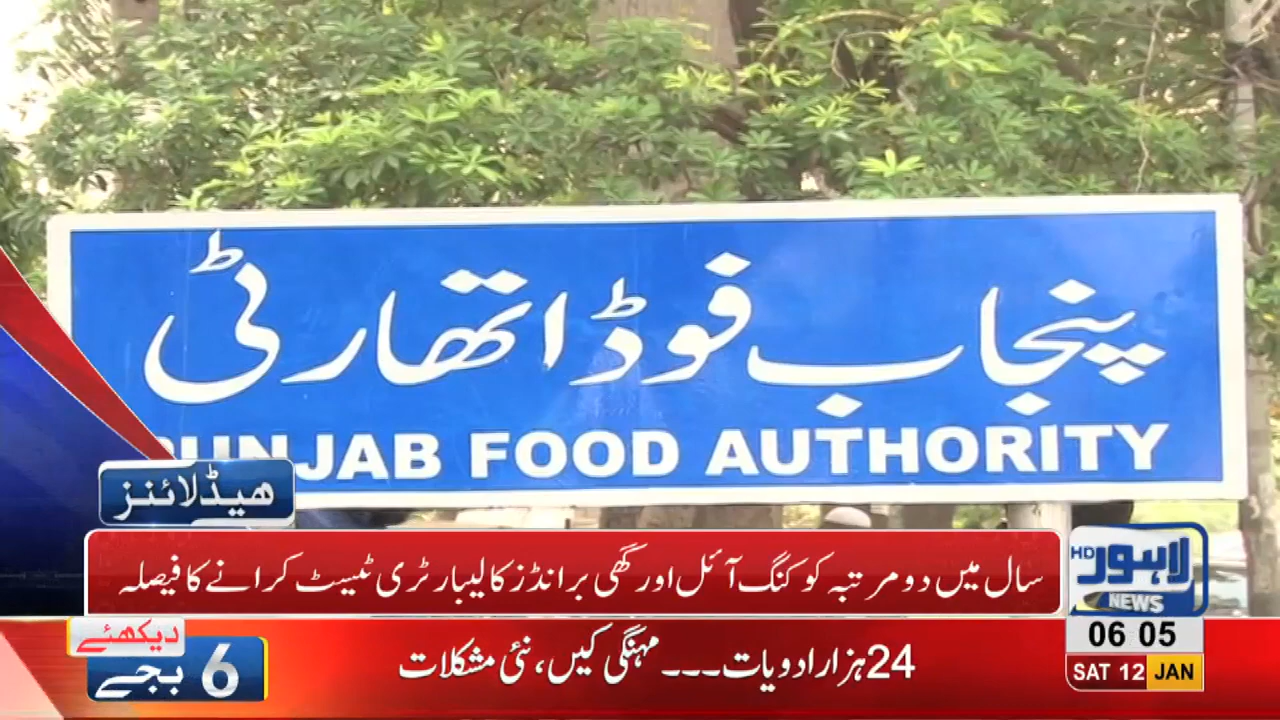 پنجاب فوڈ اتھارٹی
PUNJAB FOOD AUTHORITY
ھیڈلائنز
سال میں دو مرتبہ کوکنگ آئل اور گھی برانڈز کا لیبارٹری ٹیسٹ کرانے کا فیصلہ
HD لاہور
NEWS
06 05
SAT 12 JAN
دیکھئے
6 بجے
24 ہزار ادویات۔۔۔ مہنگی کیں، نئی مشکلات